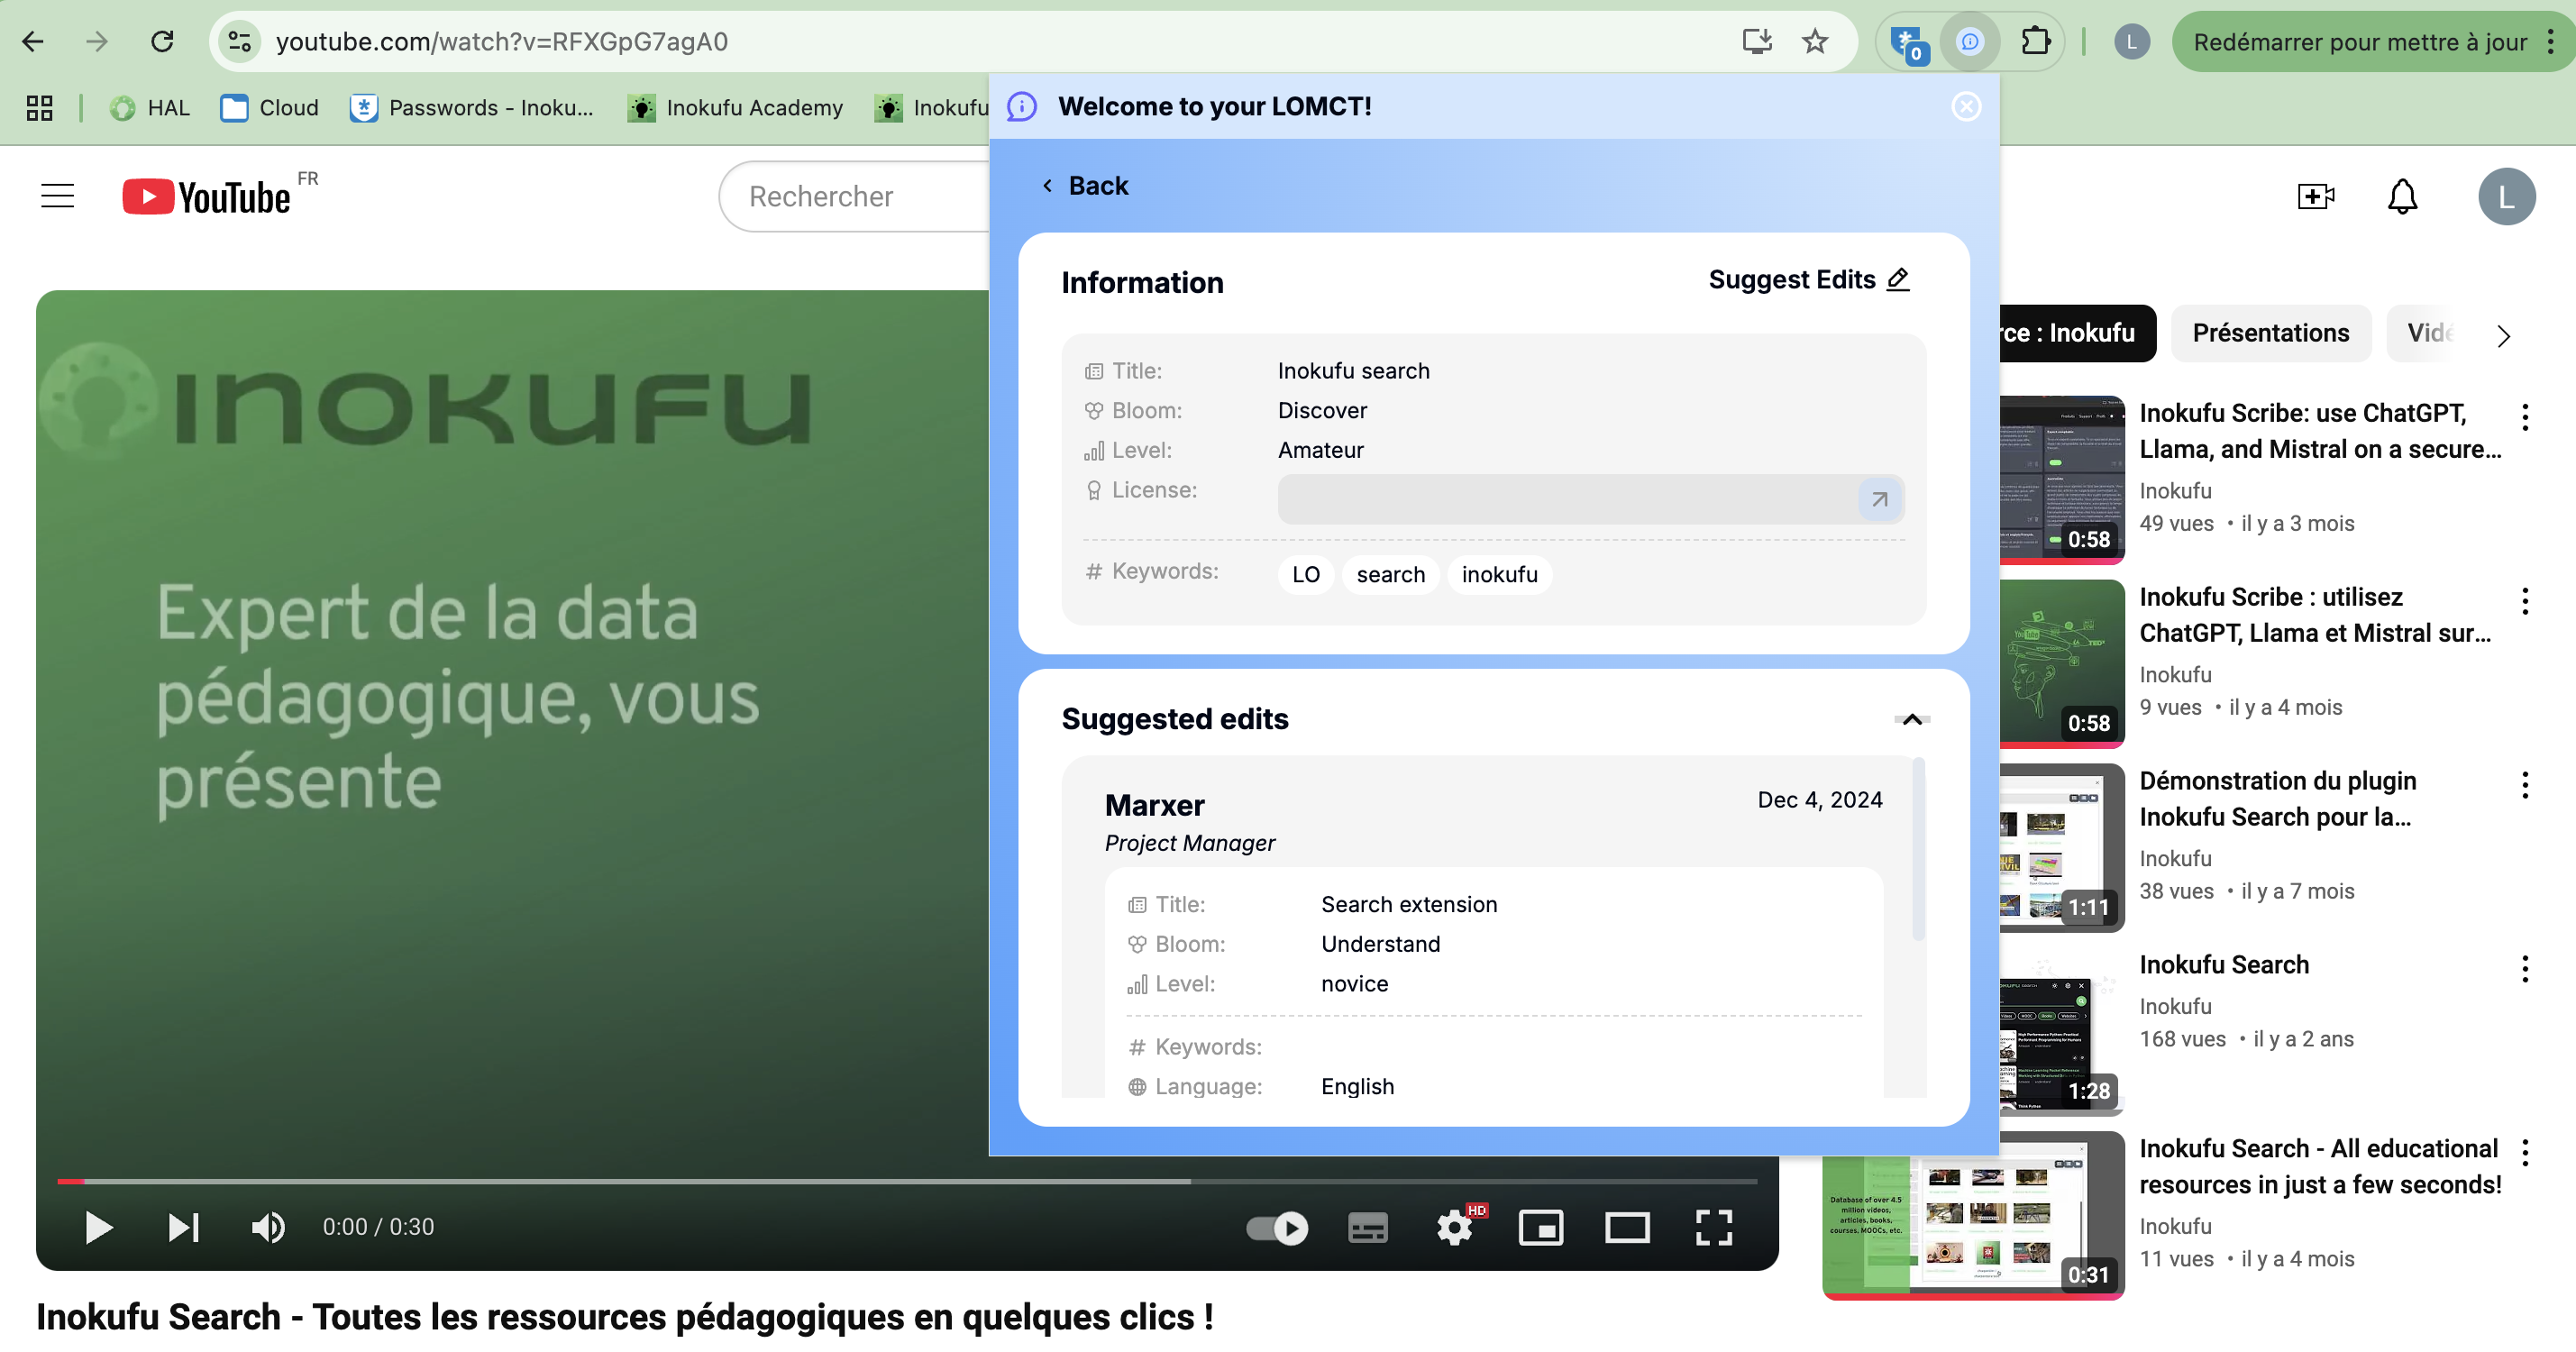 youtube.com/watch?v=RFXGpG7agA0
0
L
Redémarrer pour mettre à jour
HAL
Cloud
Passwords - Inoku...
Inokufu Academy
Inokufu
Welcome to your LOMCT!
YouTube FR
Rechercher
L
Back
Information
Suggest Edits
Title: Inokufu search
Bloom: Discover
Level: Amateur
License:
# Keywords: LO search inokufu
Suggested edits
Marxer
Dec 4, 2024
Project Manager
Title: Search extension
Bloom: Understand
Level: novice
# Keywords:
Language: English
INOKUFU
Expert de la data
pédagogique, vous
présente
0:00 / 0:30
HD
Inokufu Search - Toutes les ressources pédagogiques en quelques clics !
rce : Inokufu
Présentations
Vidé
0:58
Inokufu Scribe: use ChatGPT,
Llama, and Mistral on a secure...
Inokufu
49 vues • il y a 3 mois
0:58
Inokufu Scribe : utilisez
ChatGPT, Llama et Mistral sur...
Inokufu
9 vues • il y a 4 mois
1:11
Démonstration du plugin
Inokufu Search pour la...
Inokufu
38 vues • il y a 7 mois
1:28
Inokufu Search
Inokufu
168 vues • il y a 2 ans
Database of over 4.5
million videos,
articles, books,
courses, MOOCs, etc.
0:31
Inokufu Search - All educational
resources in just a few seconds!
Inokufu
11 vues • il y a 4 mois